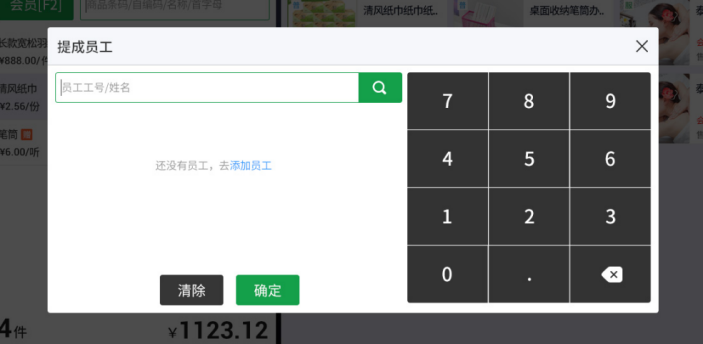 会员[F2]
商品条码/自编码/名称/首字母
清风纸巾纸巾纸..
桌面收纳笔筒办..
提成员工
长款宽松羽
¥888.00/件
清风纸巾
¥2.56/份
笔筒
¥6.00/听
员工工号/姓名
还没有员工，去添加员工
清除
确定
7
8
9
4
5
6
1
2
3
0
.
4件
¥1123.12